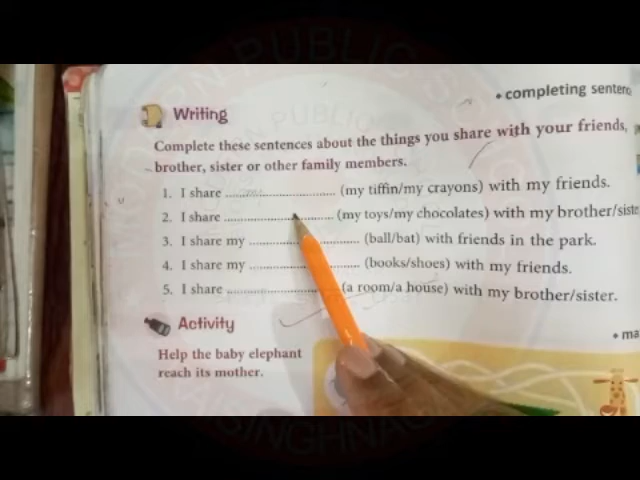 • completing senten
Writing
Complete these sentences about the things you share with your friends,
brother, sister or other family members.
1. I share .............................. (my tiffin/my crayons) with my friends.
2. I share .............................. (my toys/my chocolates) with my brother/siste
3. I share my .............................. (ball/bat) with friends in the park.
4. I share my .............................. (books/shoes) with my friends.
5. I share .............................. (a room/a house) with my brother/sister.
Activity
• ma
Help the baby elephant
reach its mother.